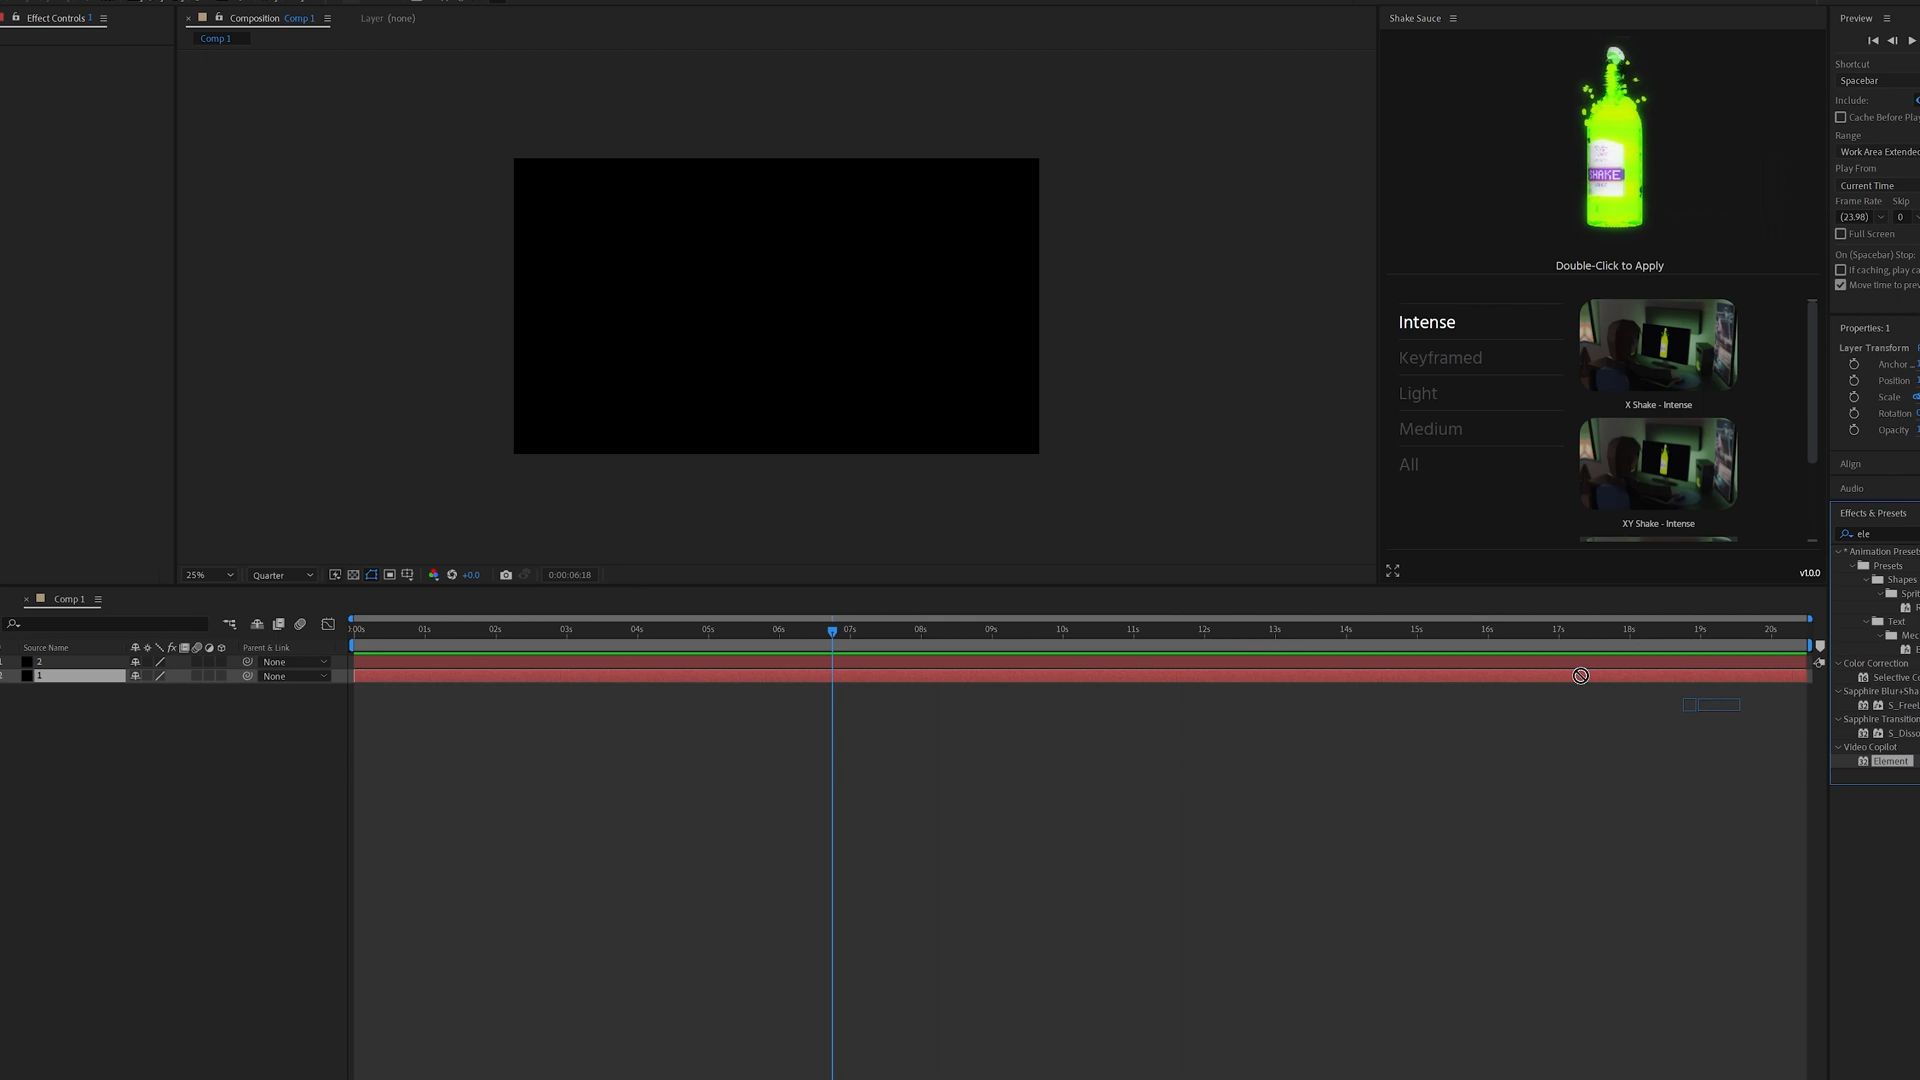 Effect Controls 1
Composition Comp 1
Layer (none)
Comp 1
Shake Sauce
SHAKE
Double-Click to Apply
Intense
Keyframed
Light
Medium
All
X Shake - Intense
XY Shake - Intense
v1.0.0
Preview
Shortcut
Spacebar
Include:
Cache Before Play
Range
Work Area Extended
Play From
Current Time
Frame Rate Skip
(23.98) 0
Full Screen
On (Spacebar) Stop:
If caching, play ca
Move time to prev
Properties: 1
Layer Transform
Anchor ...
Position
Scale
Rotation
Opacity
Align
Audio
Effects & Presets
ele
* Animation Presets
Presets
Shapes
Sprit
Text
Mec
Color Correction
Selective Co
Sapphire Blur+Sha
S_FreeL
Sapphire Transition
S_Disso
Video Copilot
Element
25%
Quarter
+0.0
0:00:06:18
Comp 1
Source Name
Parent & Link
2 None
1 None
:00s 01s 02s 03s 04s 05s 06s 07s 08s 09s 10s 11s 12s 13s 14s 15s 16s 17s 18s 19s 20s